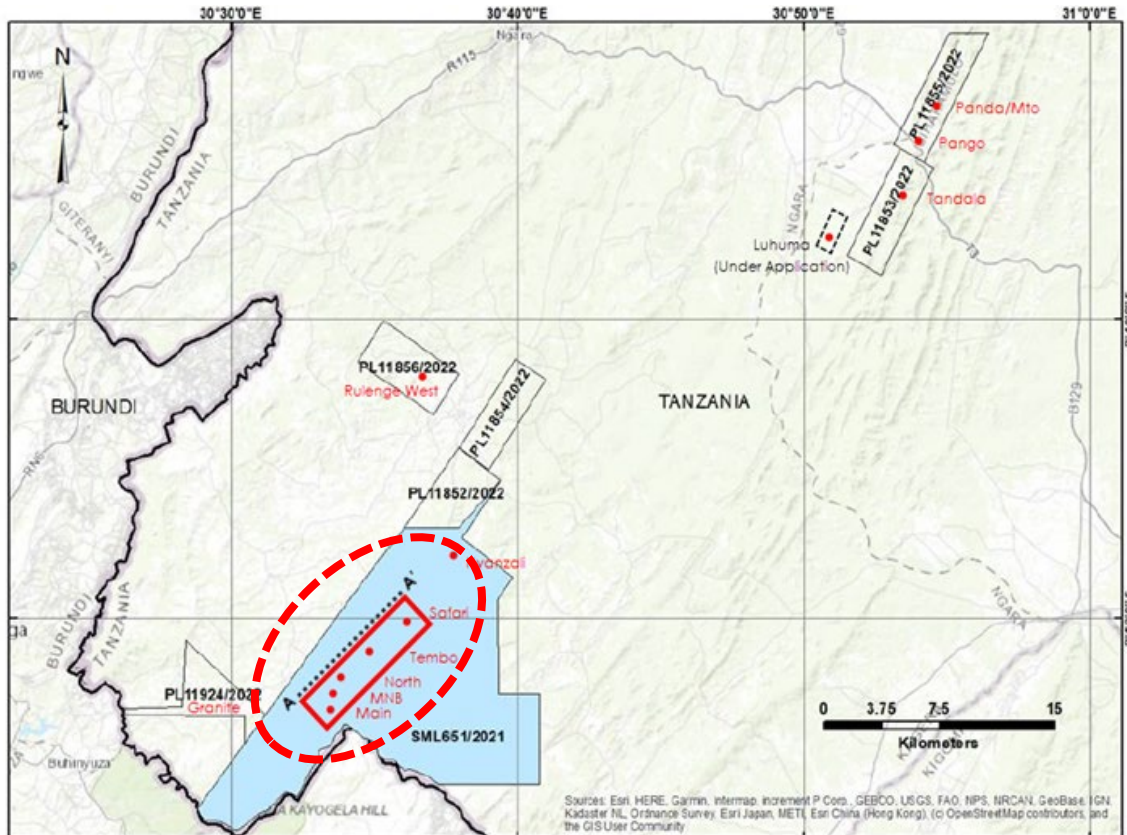 30°30'0"E
30°40'0"E
30°50'0"E
31°0'0"E
N
ngwe
Ngara
R115
BURUNDI
TANZANIA
GITERANYI
PL11855/2022
Panda/Mto
Pango
PL11853/2022
Tandala
NGARA
Luhuma
(Under Application)
T3
PL11856/2022
Rulenge West
BURUNDI
TANZANIA
PL11854/2022
B129
RN6
PL11852/2022
BURUNDI
TANZANIA
A'
Safari
Tembo
North
MNB
Main
A
NGARA
PL11924/2022
Granite
SML651/2021
Buhinyuza
KAYOGELA HILL
0 3.75 7.5 15
Kilometers
Sources: Esri, HERE, Garmin, Intermap, increment P Corp., GEBCO, USGS, FAO, NPS, NRCAN, GeoBase, IGN,
Kadaster NL, Ordnance Survey, Esri Japan, METI, Esri China (Hong Kong), (c) OpenStreetMap contributors, and
the GIS User Community